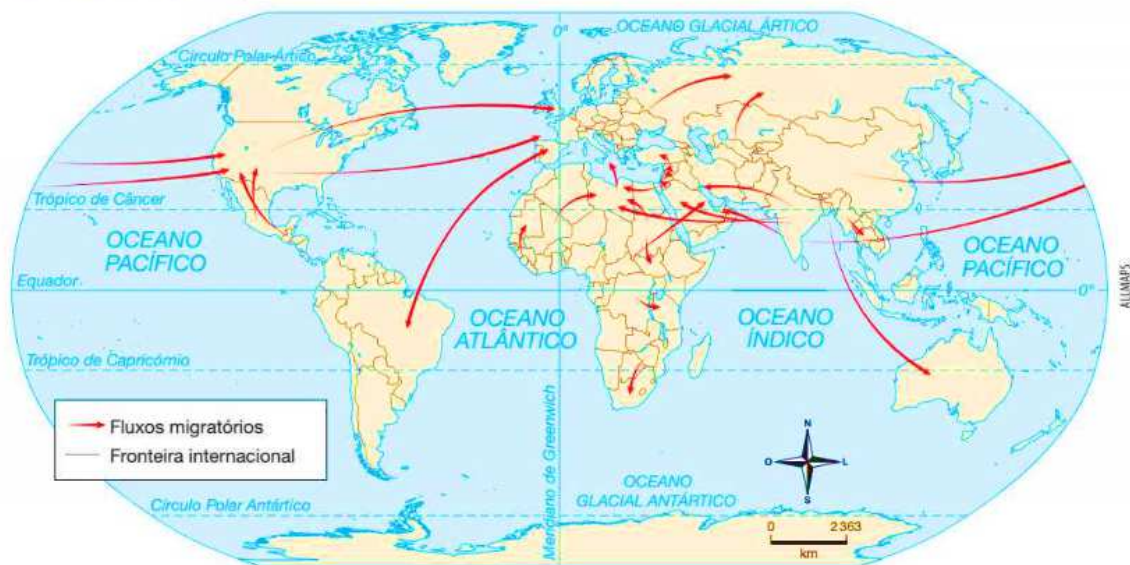 OCEANO GLACIAL ÁRTICO
0°
Círculo Polar Ártico
Trópico de Câncer
OCEANO
PACÍFICO
OCEANO
PACÍFICO
Equador
0°
OCEANO
ATLÂNTICO
OCEANO
ÍNDICO
Trópico de Capricórnio
Meridiano de Greenwich
Fluxos migratórios
Fronteira internacional
N
O
L
S
OCEANO
GLACIAL ANTÁRTICO
Círculo Polar Antártico
0
2363
km
ALLMAPS